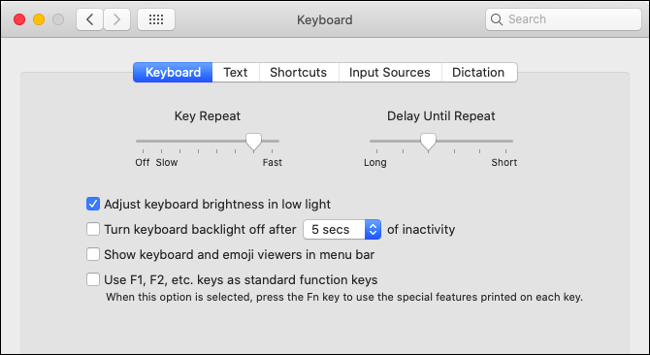 Keyboard
Search
Keyboard Text Shortcuts Input Sources Dictation
Key Repeat Delay Until Repeat
Off Slow Fast Long Short
Adjust keyboard brightness in low light
Turn keyboard backlight off after 5 secs of inactivity
Show keyboard and emoji viewers in menu bar
Use F1, F2, etc. keys as standard function keys
When this option is selected, press the Fn key to use the special features printed on each key.